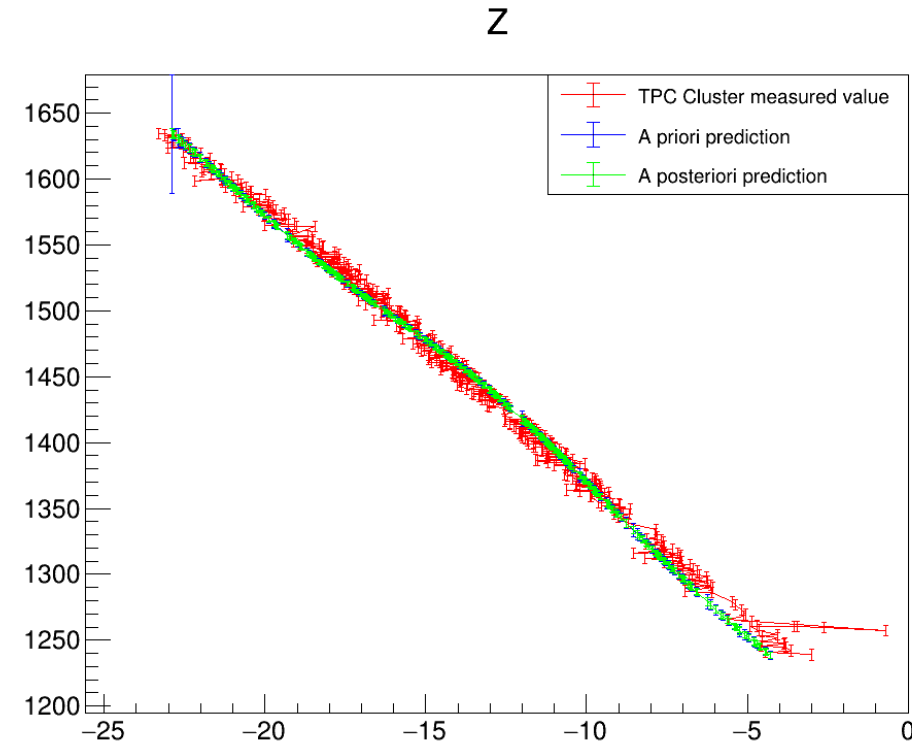 Z
TPC Cluster measured value
A priori prediction
A posteriori prediction
1650
1600
1550
1500
1450
1400
1350
1300
1250
1200
−25 −20 −15 −10 −5 0